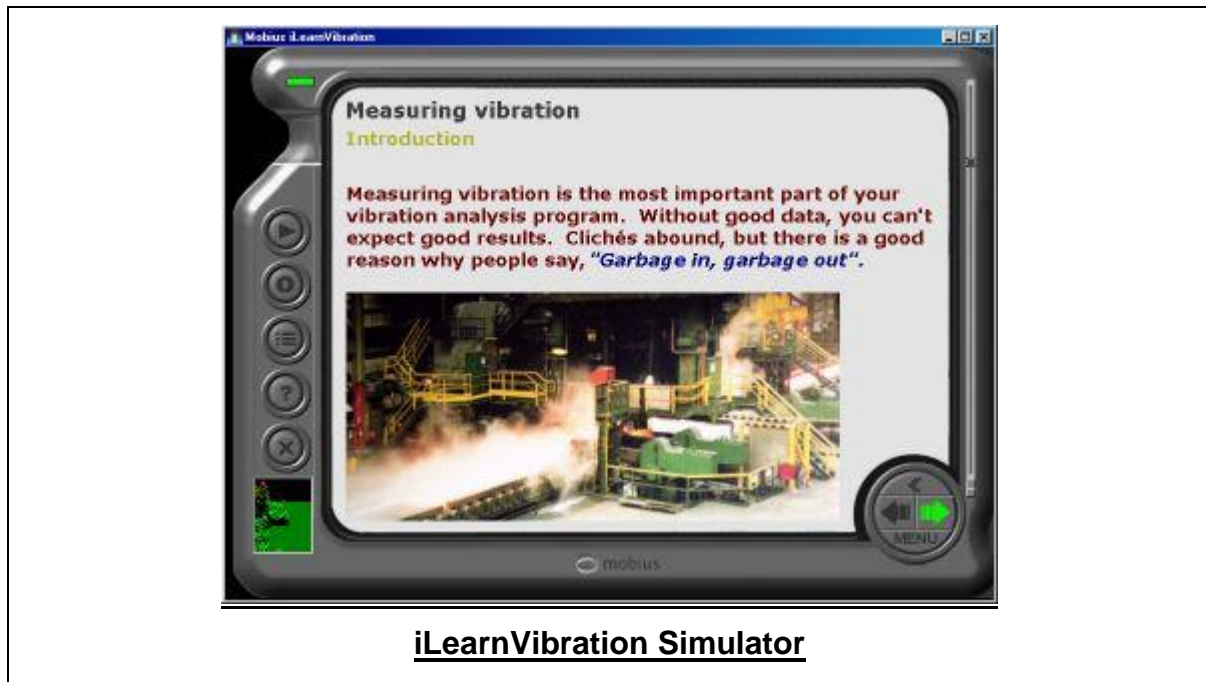 Mobius iLearnVibration
Measuring vibration
Introduction
Measuring vibration is the most important part of your
vibration analysis program.  Without good data, you can't
expect good results.  Clichés abound, but there is a good
reason why people say, "Garbage in, garbage out".
MENU
mobius
iLearnVibration Simulator